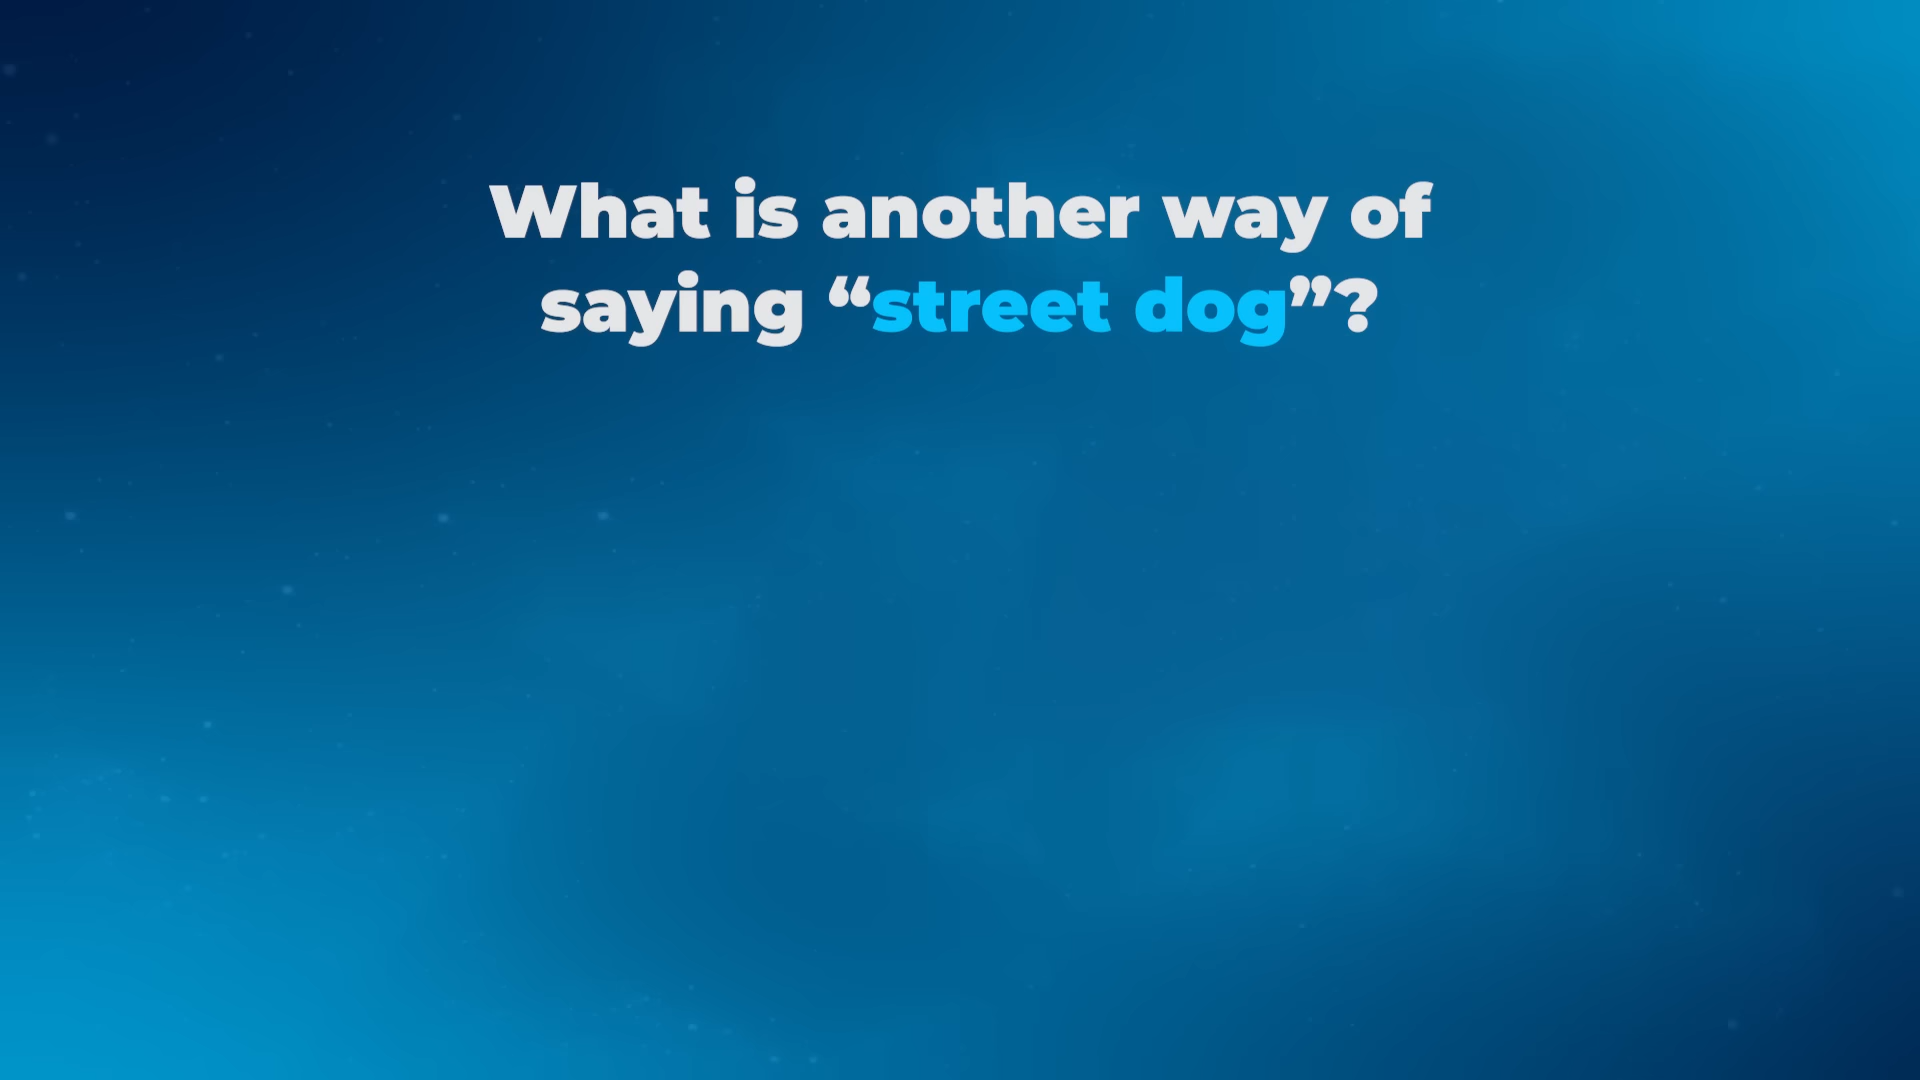 What is another way of
saying “street dog”?